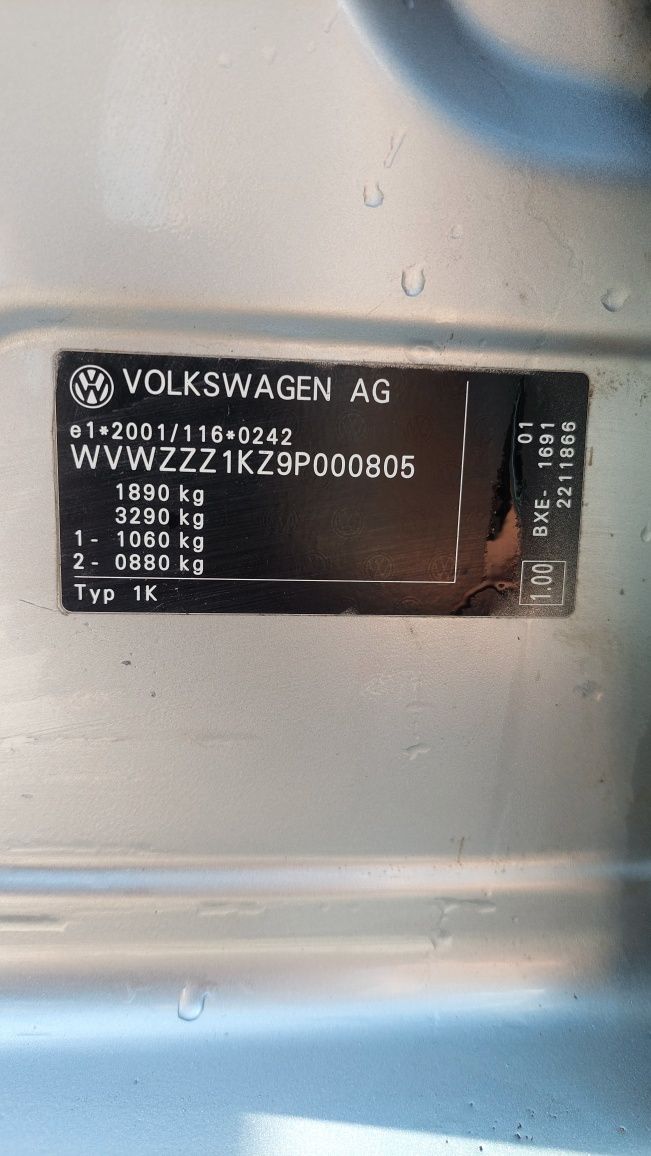 VOLKSWAGEN AG
e1*2001/116*0242
WVWZZZ1KZ9P000805
1890 kg
3290 kg
1- 1060 kg
2- 0880 kg
Typ 1K
01
BXE- 1691
2211866
1.00